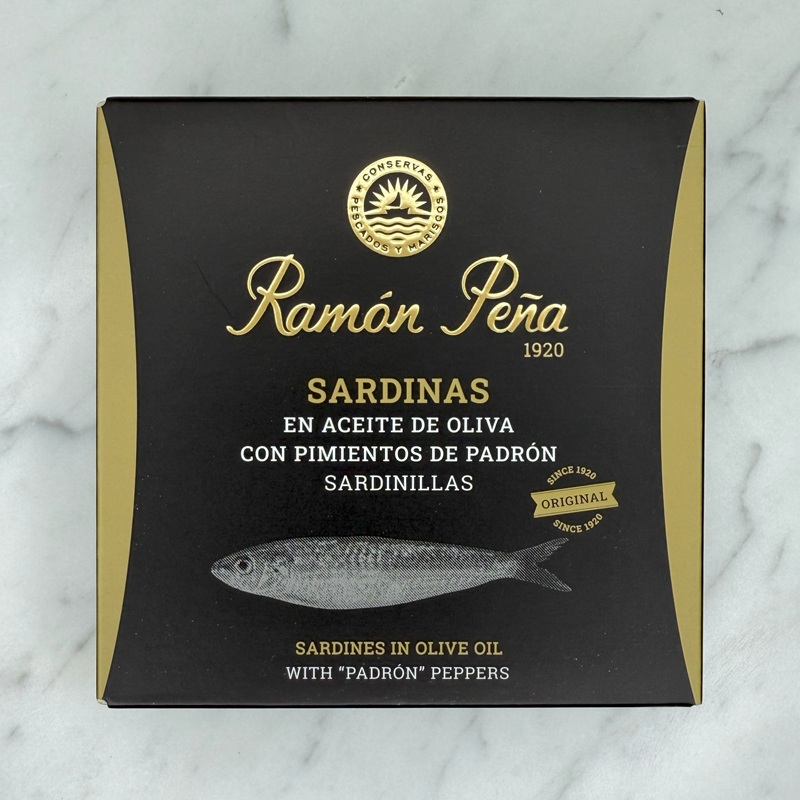 CONSERVAS
PESCADOS Y MARISCOS
Ramón Peña
1920
SARDINAS
EN ACEITE DE OLIVA
CON PIMIENTOS DE PADRÓN
SARDINILLAS
SINCE 1920
ORIGINAL
SINCE 1920
SARDINES IN OLIVE OIL
WITH “PADRÓN” PEPPERS